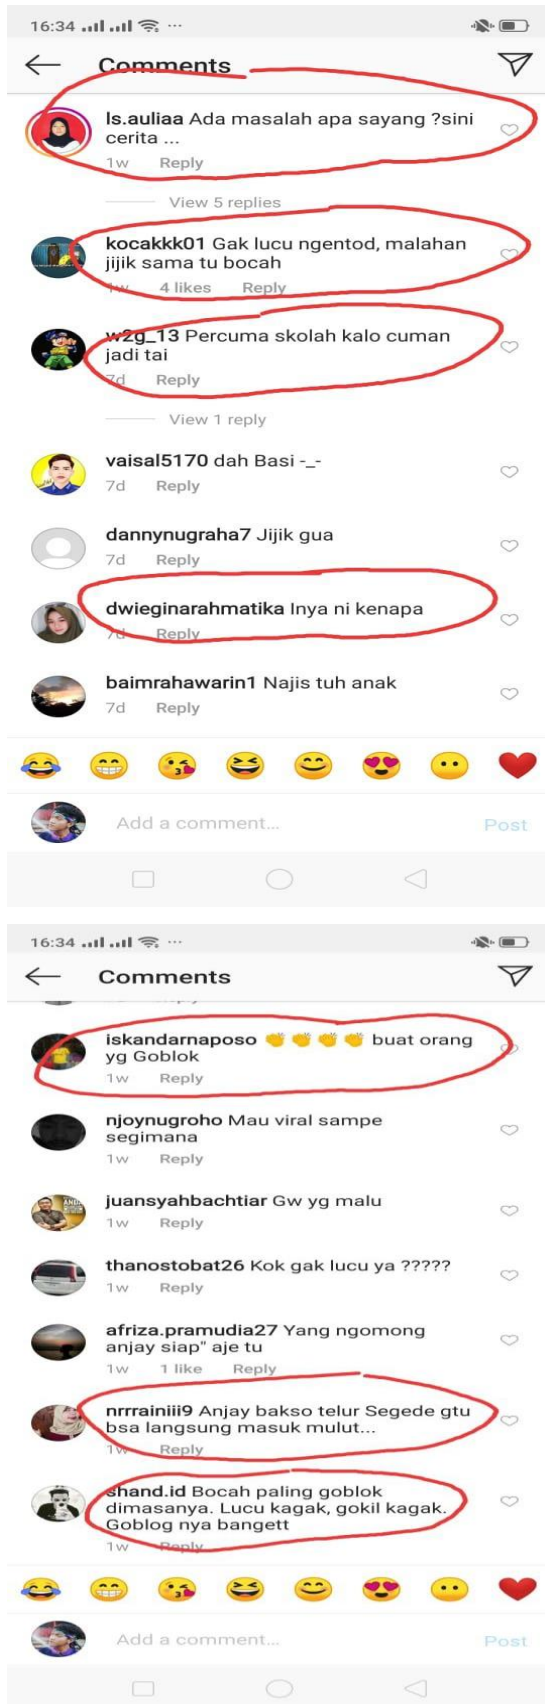 16:34
Comments
ls.auliaa Ada masalah apa sayang ?sini
cerita ...
1w Reply
View 5 replies
kocakkk01 Gak lucu ngentod, malahan
jijik sama tu bocah
1w 4 likes Reply
w2g_13 Percuma skolah kalo cuman
jadi tai
7d Reply
View 1 reply
vaisal5170 dah Basi -_-
7d Reply
dannynugraha7 Jijik gua
7d Reply
dwieginarahmatika Inya ni kenapa
7d Reply
baimrahawarin1 Najis tuh anak
7d Reply
Add a comment...
Post
16:34
Comments
iskandarnaposo 👏 👏 👏 👏 buat orang
yg Goblok
1w Reply
njoynugroho Mau viral sampe
segimana
1w Reply
juansyahbachtiar Gw yg malu
1w Reply
thanostobat26 Kok gak lucu ya ?????
1w Reply
afriza.pramudia27 Yang ngomong
anjay siap" aje tu
1w 1 like Reply
nrrrainiii9 Anjay bakso telur Segede gtu
bsa langsung masuk mulut...
1w Reply
shand.id Bocah paling goblok
dimasanya. Lucu kagak, gokil kagak.
Goblog nya bangett
1w Reply
Add a comment...
Post